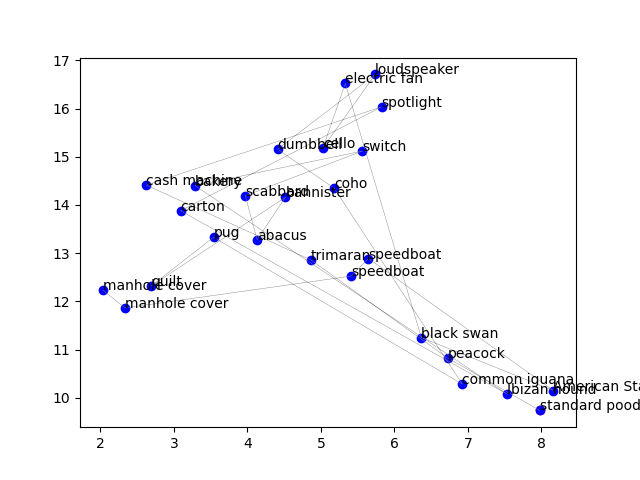 17
loudspeaker
electric fan
spotlight
16
dumbbell
cello
switch
15
cash machine
bakery
coho
scabbard
bannister
14
carton
pug
abacus
13
trimaran
speedboat
speedboat
quilt
manhole cover
12
manhole cover
black swan
11
peacock
common iguana
American Sta
Ibizan hound
10
standard pood
2 3 4 5 6 7 8